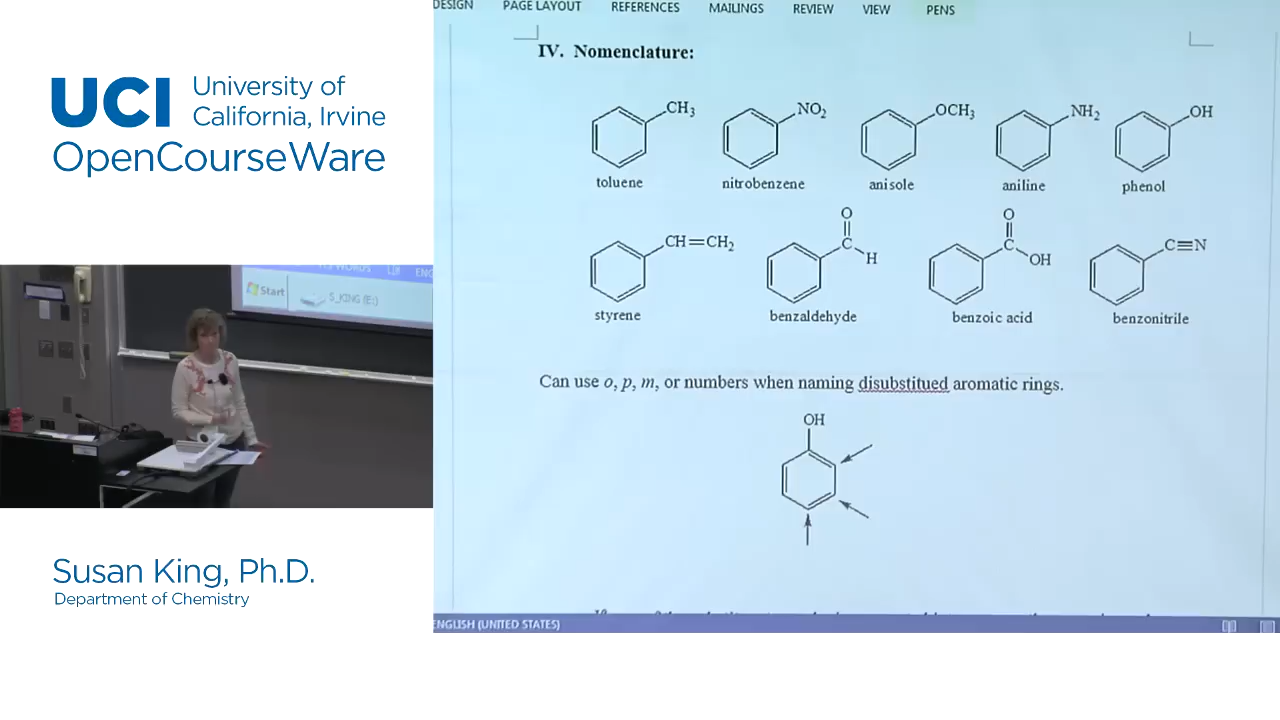 UCI University of
California, Irvine
OpenCourseWare
DESIGN PAGE LAYOUT REFERENCES MAILINGS REVIEW VIEW PENS
IV. Nomenclature:
CH3 NO2 OCH3 NH2 OH
toluene nitrobenzene anisole aniline phenol
O O
CH=CH2 C H C OH C≡N
styrene benzaldehyde benzoic acid benzonitrile
Can use o, p, m, or numbers when naming disubstitued aromatic rings.
OH
ENGLISH (UNITED STATES)
Start
S_KING (E:)
Susan King, Ph.D.
Department of Chemistry